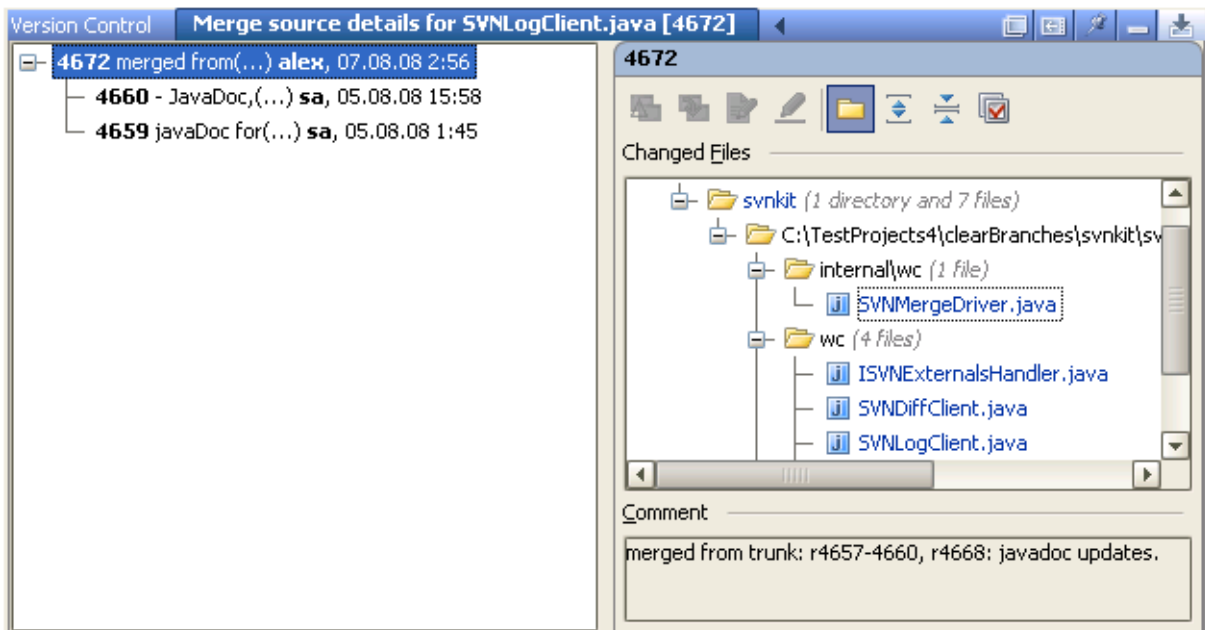 Version Control Merge source details for SVNLogClient.java [4672]
4672 merged from(...) alex, 07.08.08 2:56
4660 - JavaDoc,(...) sa, 05.08.08 15:58
4659 javaDoc for(...) sa, 05.08.08 1:45
4672
Changed Files
svnkit (1 directory and 7 files)
C:\TestProjects4\clearBranches\svnkit\sv
internal\wc (1 file)
SVNMergeDriver.java
wc (4 files)
ISVNExternalsHandler.java
SVNDiffClient.java
SVNLogClient.java
Comment
merged from trunk: r4657-4660, r4668: javadoc updates.